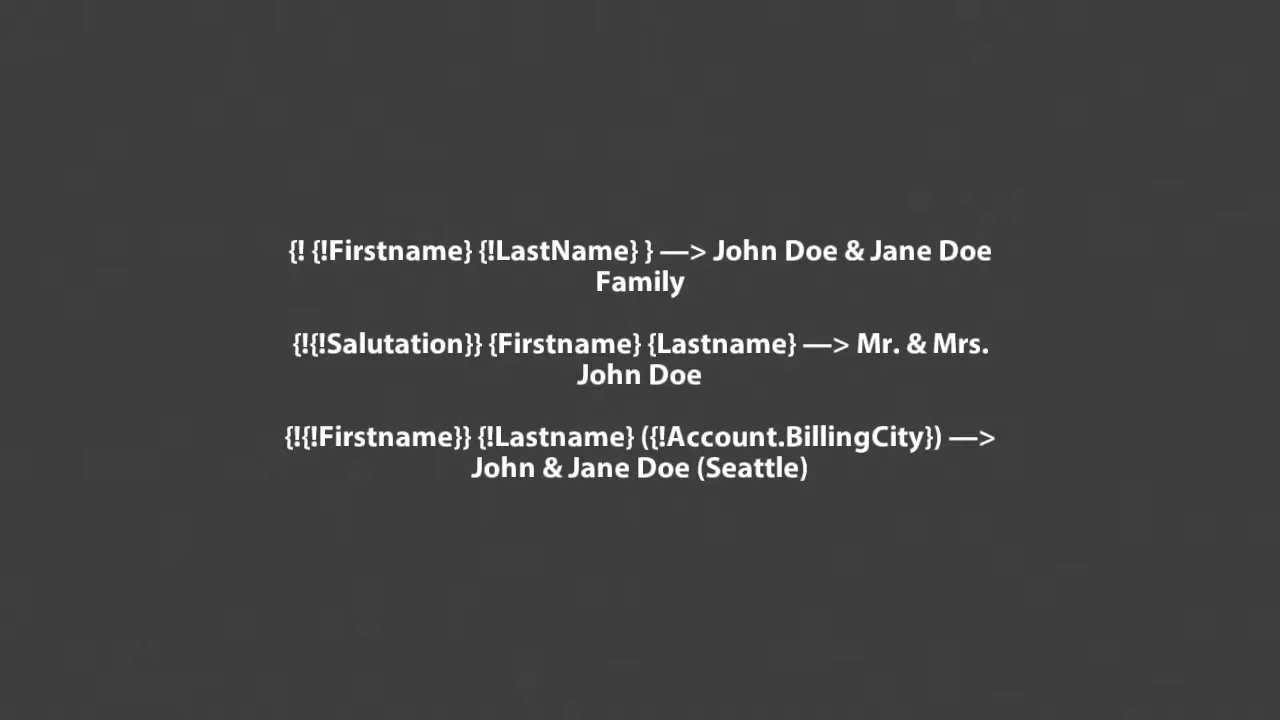 {! {!Firstname} {!LastName} } —> John Doe & Jane Doe
Family
{!{!Salutation}} {Firstname} {Lastname} —> Mr. & Mrs.
John Doe
{!{!Firstname}} {!Lastname} ({!Account.BillingCity}) —>
John & Jane Doe (Seattle)